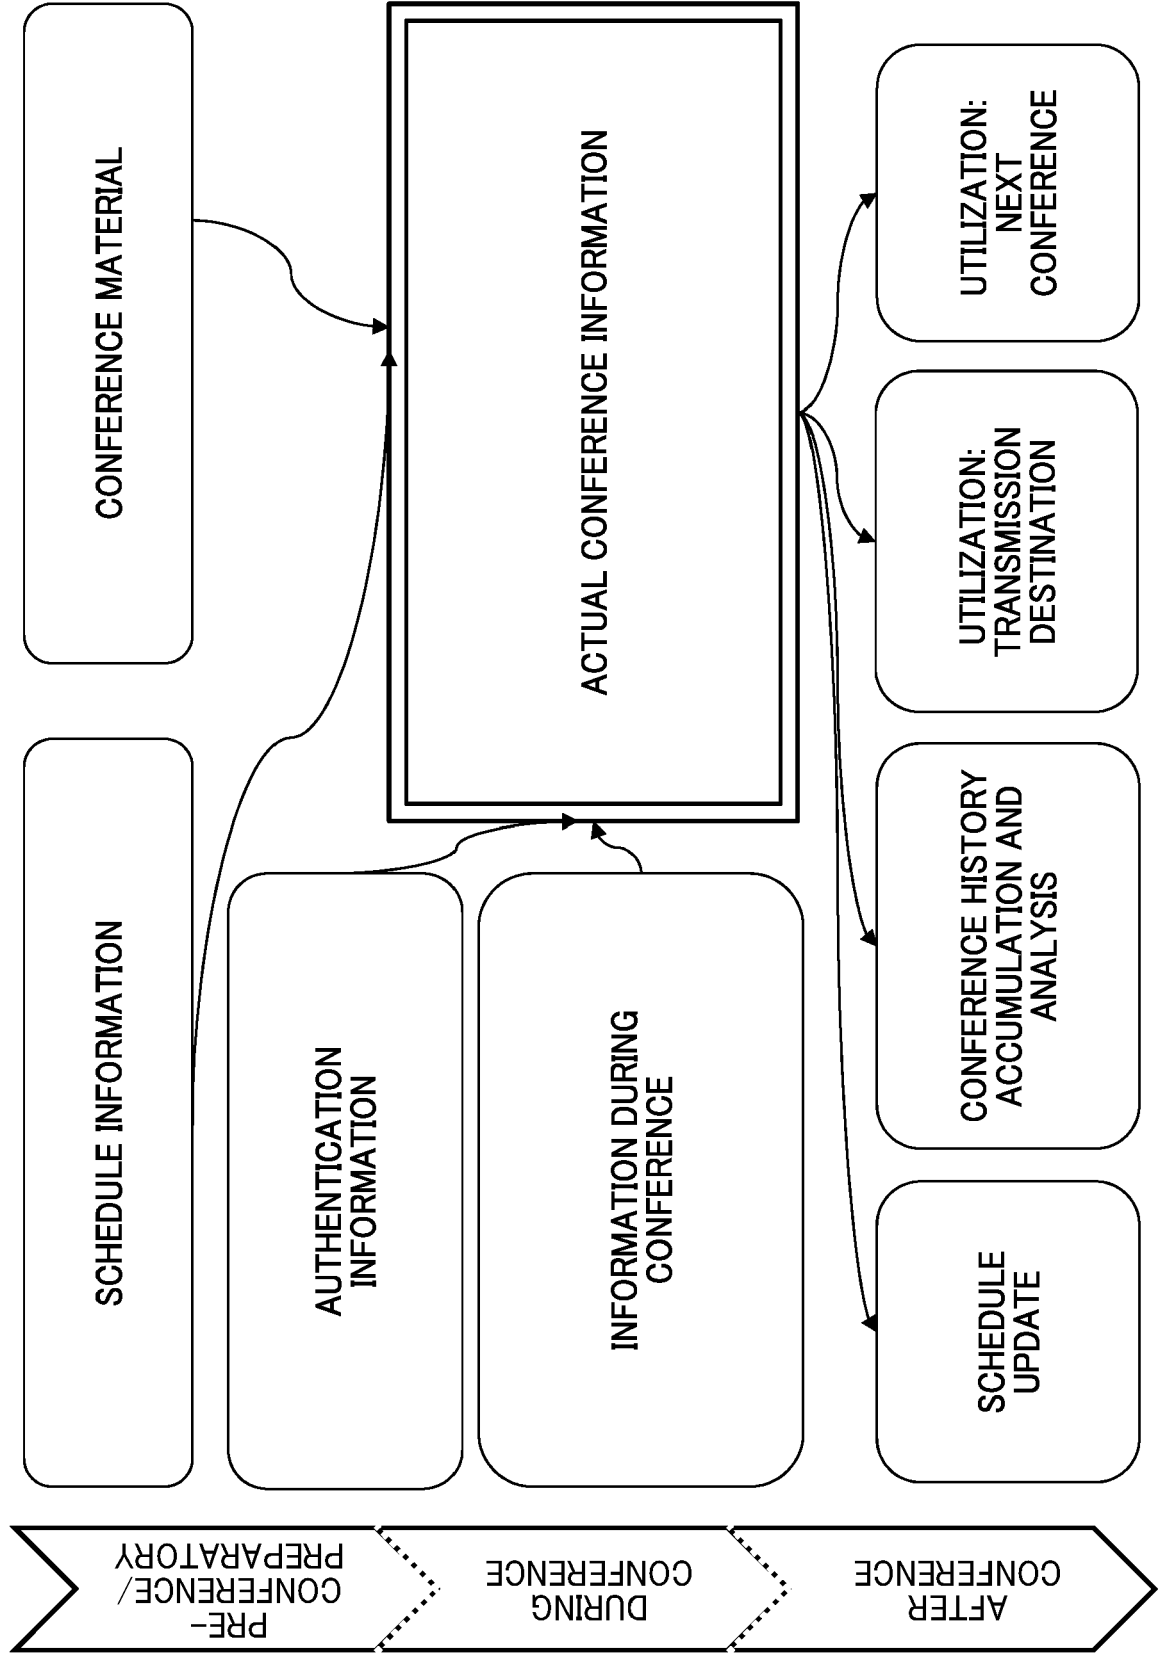 PRE-
CONFERENCE/
PREPARATORY
DURING
CONFERENCE
AFTER
CONFERENCE
SCHEDULE INFORMATION
CONFERENCE MATERIAL
AUTHENTICATION
INFORMATION
INFORMATION DURING
CONFERENCE
ACTUAL CONFERENCE INFORMATION
SCHEDULE
UPDATE
CONFERENCE HISTORY
ACCUMULATION AND
ANALYSIS
UTILIZATION:
TRANSMISSION
DESTINATION
UTILIZATION:
NEXT
CONFERENCE